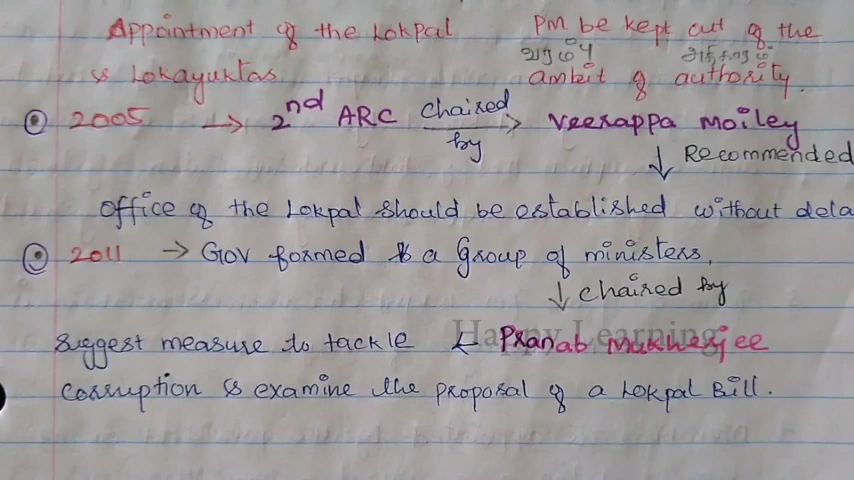 Appointment of the Lokpal
& Lokayuktas
PM be kept out of the
ambit of authority.
2005 → 2nd ARC chaired by → Veerappa Moiley
↓ Recommended
office of the Lokpal should be established without dela
2011 → Gov formed a Group of ministers,
↓ chaired by
suggest measure to tackle ← Pranab Mukherjee
corruption & examine the proposal of a Lokpal Bill.
Happy Learning